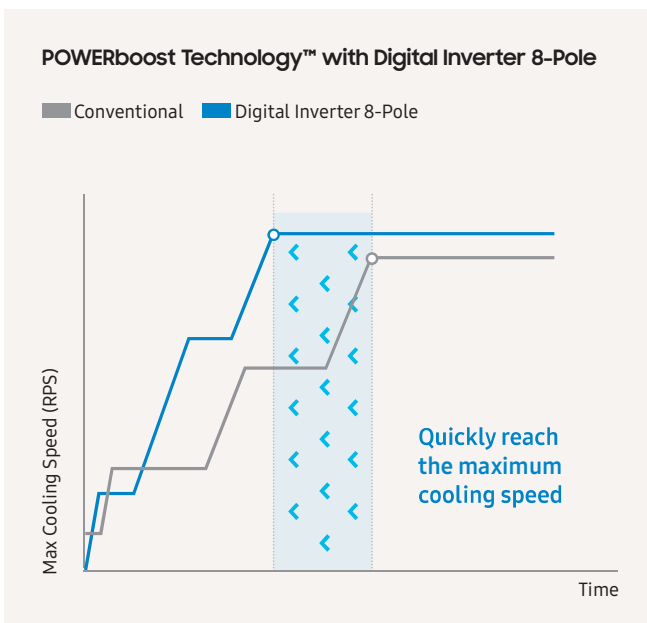 POWERboost Technology™ with Digital Inverter 8-Pole
Conventional
Digital Inverter 8-Pole
Max Cooling Speed (RPS)
Quickly reach
the maximum
cooling speed
Time